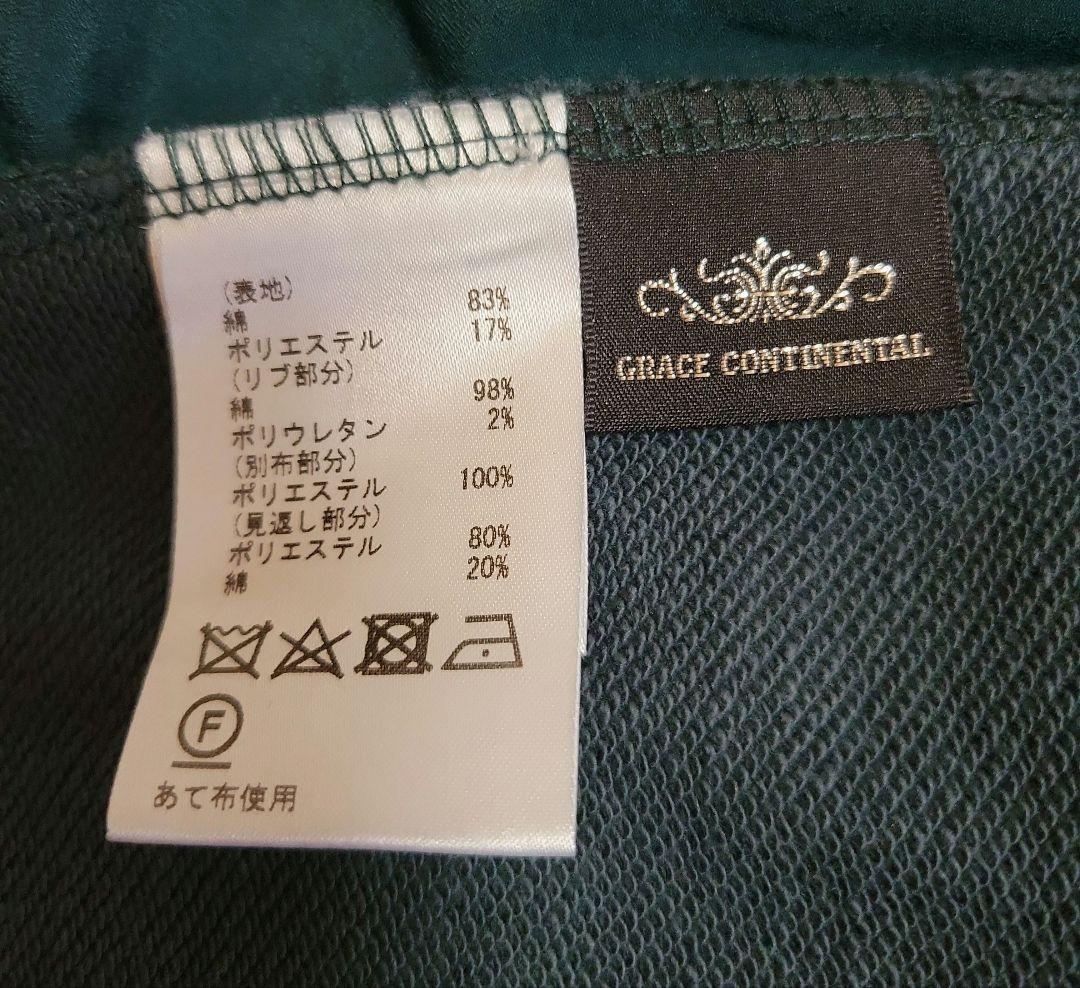 (表地)
綿 83%
ポリエステル 17%
(リブ部分)
綿 98%
ポリウレタン 2%
(別布部分)
ポリエステル 100%
(見返し部分)
ポリエステル 80%
綿 20%
F
あて布使用
GRACE CONTINENTAL